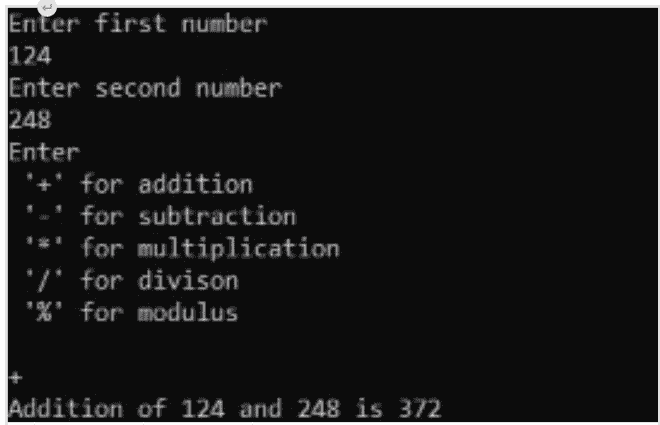 Enter first number
124
Enter second number
248
Enter
'+' for addition
'-' for subtraction
'*' for multiplication
'/' for divison
'%' for modulus
+
Addition of 124 and 248 is 372